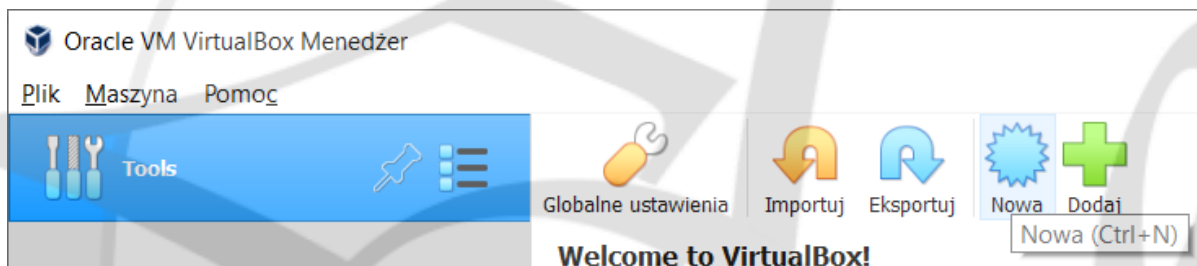 Oracle VM VirtualBox Menedżer
Plik Maszyna Pomoc
Tools
Globalne ustawienia Importuj Eksportuj Nowa Dodaj
Nowa (Ctrl+N)
Welcome to VirtualBox!